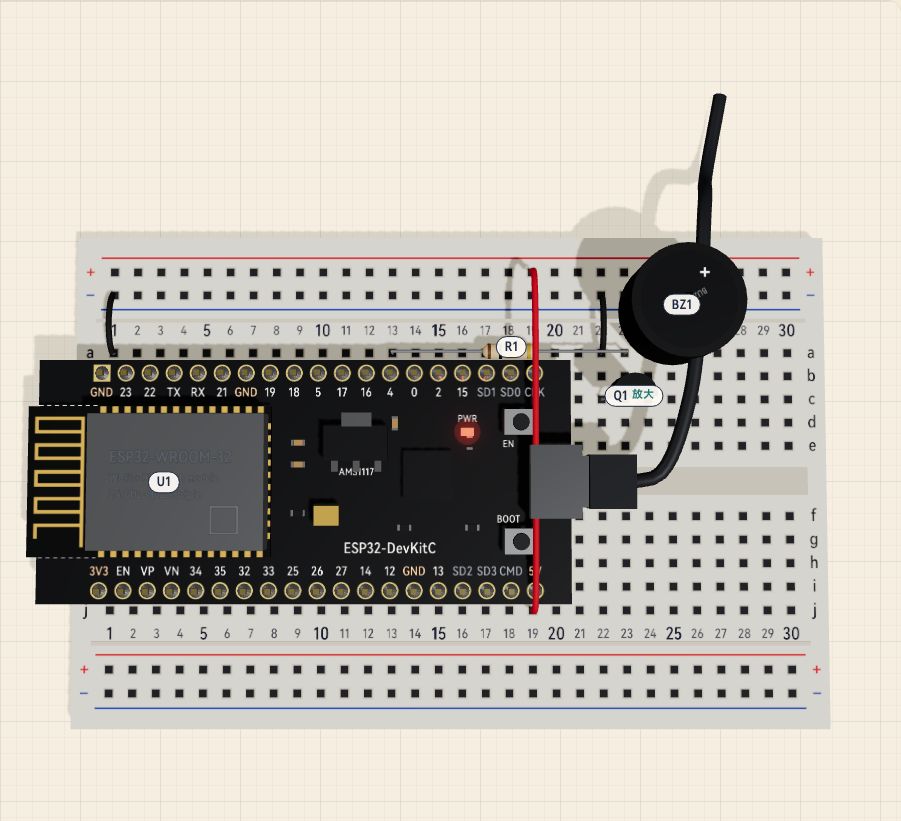 + +
− −
1 2 3 4 5 6 7 8 9 10 11 12 13 14 15 16 17 18 19 20 21 2 28 29 30
a a
b
c
d
e
f
g
h
i
j j
GND 23 22 TX RX 21 GND 19 18 5 17 16 4 0 2 15 SD1 SD0 C K
R1
+
BZ1
Q1 放大
PWR
EN
ESP32-WROOM-32
U1
AMS1117
BOOT
ESP32-DevKitC
3V3 EN VP VN 34 35 32 33 25 26 27 14 12 GND 13 SD2 SD3 CMD 5V
1 2 3 4 5 6 7 8 9 10 11 12 13 14 15 16 17 18 19 20 21 22 23 24 25 26 27 28 29 30
+ +
− −